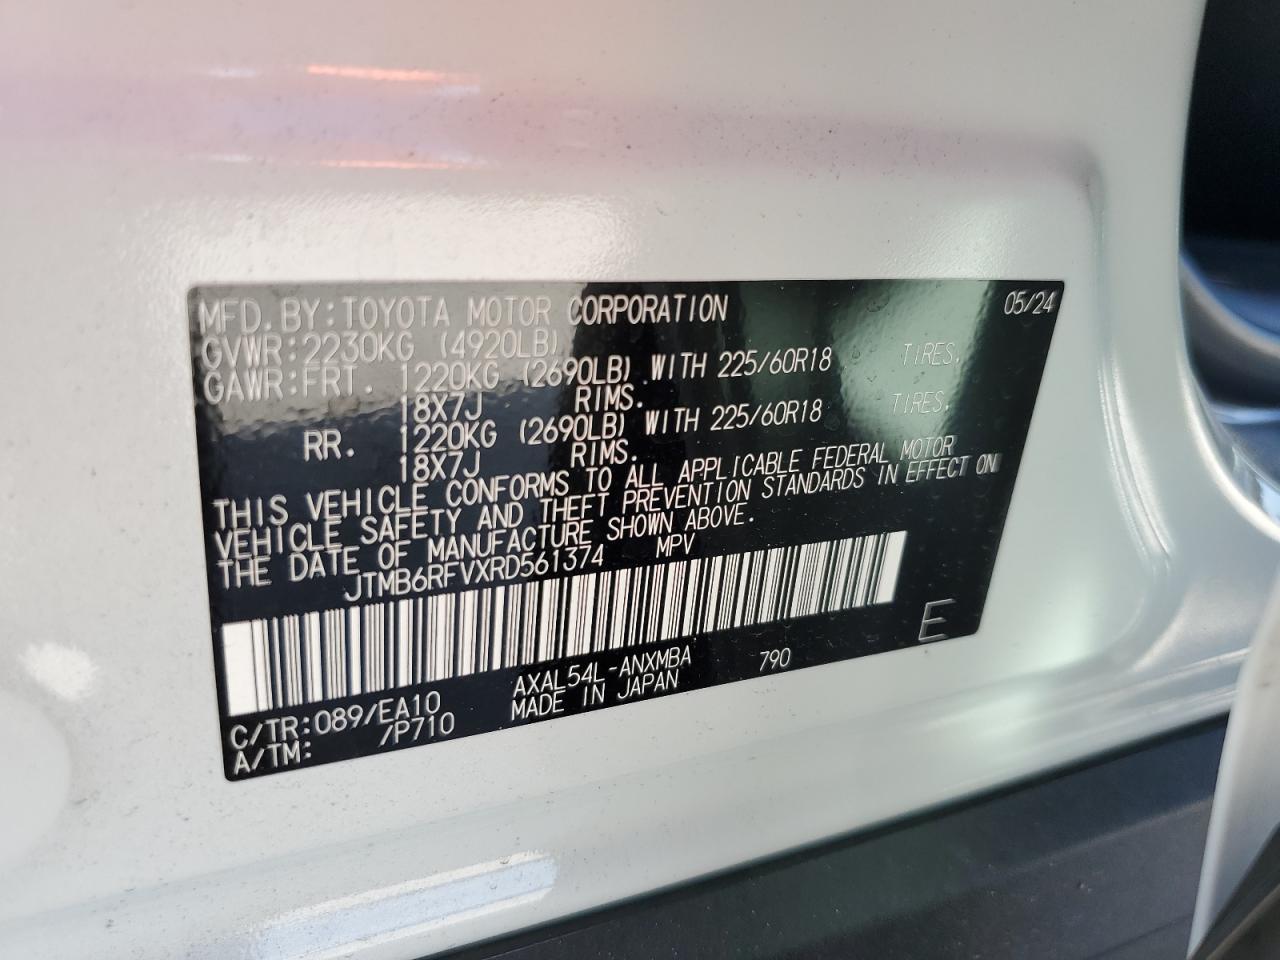 MFD. BY: TOYOTA MOTOR CORPORATION 05/24
GVWR: 2230KG (4920LB)
GAWR: FRT. 1220KG (2690LB) WITH 225/60R18 TIRES,
18X7J RIMS.
RR. 1220KG (2690LB) WITH 225/60R18 TIRES,
18X7J RIMS.
THIS VEHICLE CONFORMS TO ALL APPLICABLE FEDERAL MOTOR
VEHICLE SAFETY AND THEFT PREVENTION STANDARDS IN EFFECT ON
THE DATE OF MANUFACTURE SHOWN ABOVE.
JTMB6RFVXRD561374 MPV
E
C/TR: 089/EA10 AXAL54L-ANXMBA 790
A/TM: /P710 MADE IN JAPAN